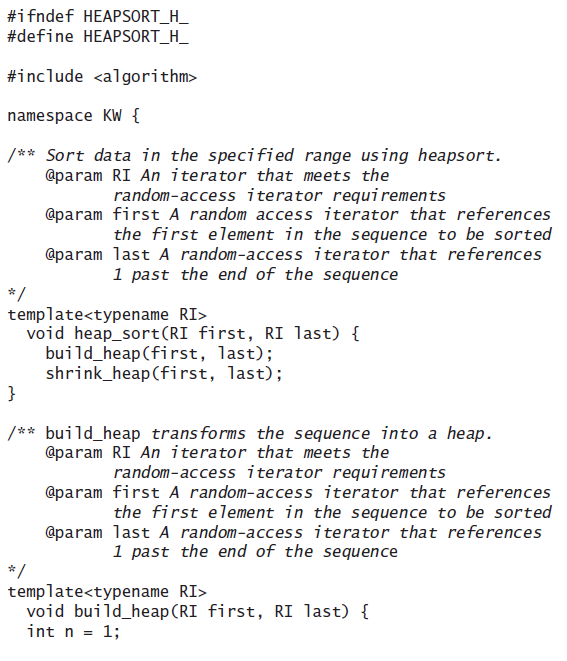 #ifndef HEAPSORT_H_
#define HEAPSORT_H_
#include <algorithm>
namespace KW {
/** Sort data in the specified range using heapsort.
    @param RI An iterator that meets the
           random-access iterator requirements
    @param first A random access iterator that references
           the first element in the sequence to be sorted
    @param last A random-access iterator that references
           1 past the end of the sequence
*/
template<typename RI>
  void heap_sort(RI first, RI last) {
    build_heap(first, last);
    shrink_heap(first, last);
}
/** build_heap transforms the sequence into a heap.
    @param RI An iterator that meets the
           random-access iterator requirements
    @param first A random-access iterator that references
           the first element in the sequence to be sorted
    @param last A random-access iterator that references
           1 past the end of the sequence
*/
template<typename RI>
  void build_heap(RI first, RI last) {
  int n = 1;